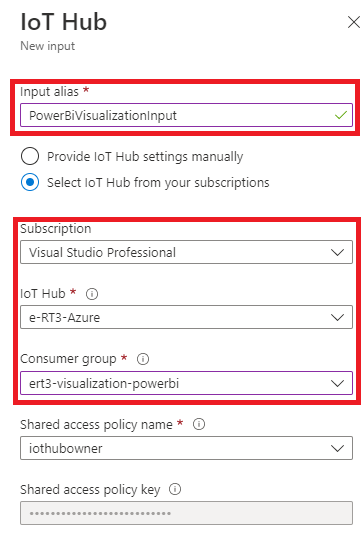 IoT Hub
New input
Input alias *
PowerBiVisualizationInput
Provide IoT Hub settings manually
Select IoT Hub from your subscriptions
Subscription
Visual Studio Professional
IoT Hub *
e-RT3-Azure
Consumer group *
ert3-visualization-powerbi
Shared access policy name *
iothubowner
Shared access policy key
•••••••••••••••••••••••••••